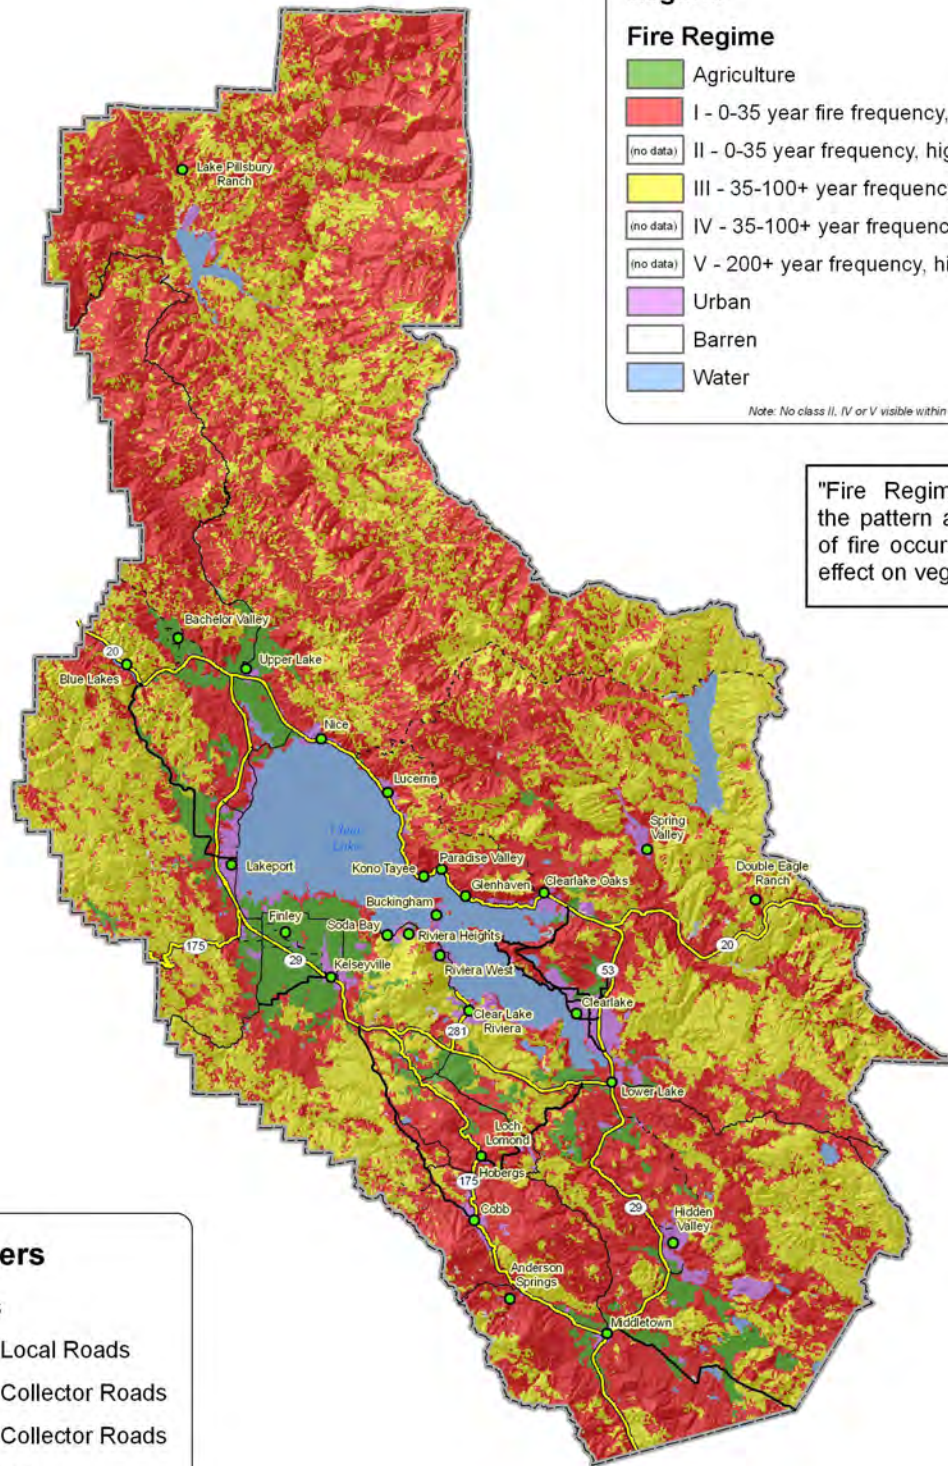 Fire Regime
Agriculture
I - 0-35 year fire frequency,
(no data) II - 0-35 year frequency, hig
III - 35-100+ year frequenc
(no data) IV - 35-100+ year frequenc
(no data) V - 200+ year frequency, hi
Urban
Barren
Water
Note: No class II, IV or V visible within
"Fire Regim
the pattern a
of fire occur
effect on veg
Lake Pillsbury
Ranch
Bachelor Valley
20
Blue Lakes
Upper Lake
Nice
Lucerne
Clear
Lake
Spring
Valley
Lakeport
Kono Tayee
Paradise Valley
Double Eagle
Ranch
Glenhaven
Clearlake Oaks
Buckingham
Finley
Soda Bay
Riviera Heights
175
29
20
Kelseyville
Riviera West
53
Clearlake
Clear Lake
Riviera
281
Lower Lake
Loch
Lomond
Hobergs
175
Cobb
29
Hidden
Valley
Anderson
Springs
Middletown
ers
s
Local Roads
Collector Roads
Collector Roads